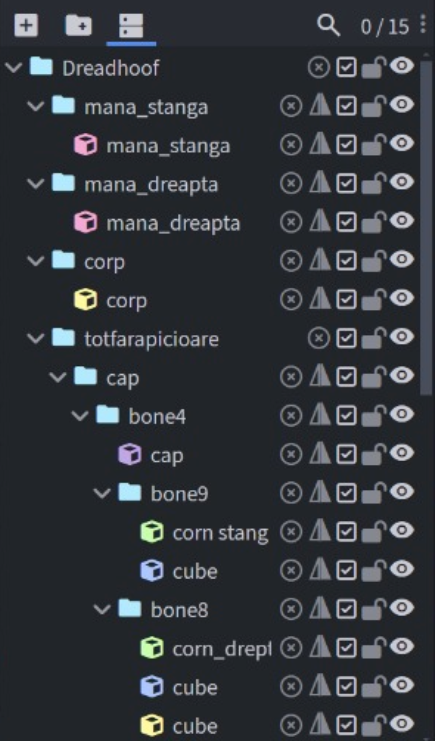 0 / 15
Dreadhoof
mana_stanga
mana_stanga
mana_dreapta
mana_dreapta
corp
corp
totfarapicioare
cap
bone4
cap
bone9
corn stang
cube
bone8
corn_drept
cube
cube